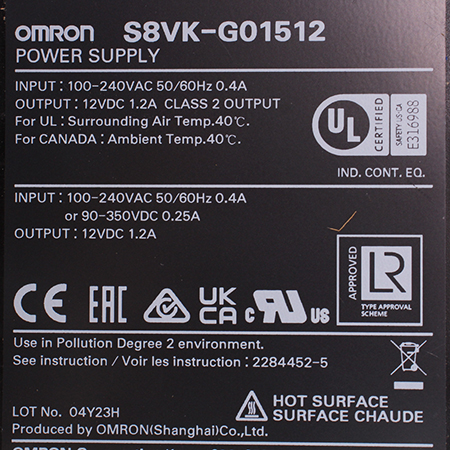 OMRON S8VK-G01512
POWER SUPPLY
INPUT : 100-240VAC 50/60Hz 0.4A
OUTPUT : 12VDC 1.2A CLASS 2 OUTPUT
For UL : Surrounding Air Temp.40℃.
For CANADA : Ambient Temp.40℃.
UL CERTIFIED
SAFETY US-CA
E316988
IND. CONT. EQ.
INPUT : 100-240VAC 50/60Hz 0.4A
or 90-350VDC 0.25A
OUTPUT : 12VDC 1.2A
APPROVED
LR
TYPE APPROVAL
SCHEME
CE EAC UK CA c RU US
Use in Pollution Degree 2 environment.
See instruction / Voir les instruction : 2284452-5
HOT SURFACE
SURFACE CHAUDE
LOT No. 04Y23H
Produced by OMRON(Shanghai)Co.,Ltd.